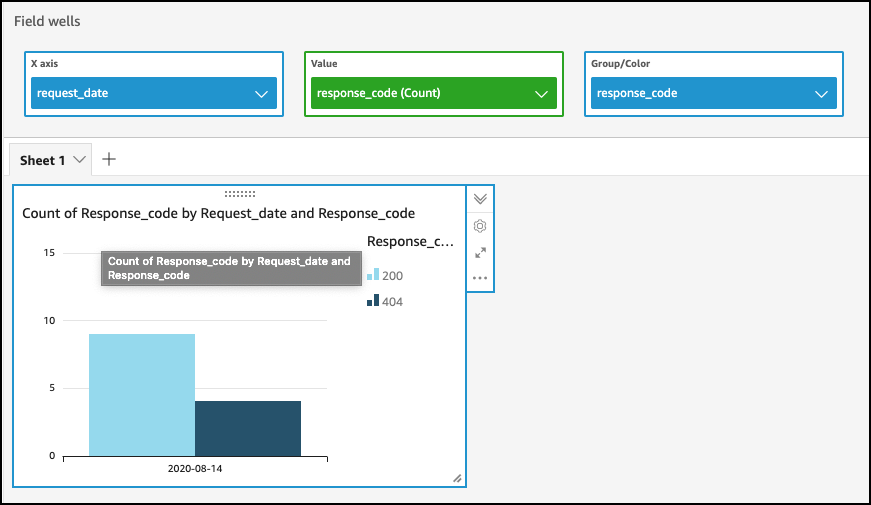 Field wells
X axis
Value
Group/Color
request_date
response_code (Count)
response_code
Sheet 1
Count of Response_code by Request_date and Response_code
Response_c...
15
Count of Response_code by Request_date and
Response_code
200
404
10
5
0
2020-08-14